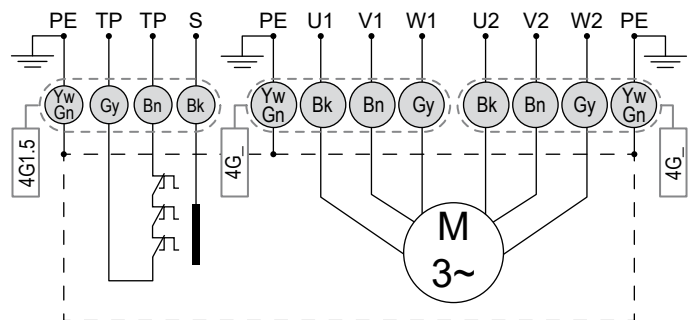 PE TP TP S PE U1 V1 W1 U2 V2 W2 PE
Yw Gn Gy Bn Bk Yw Gn Bk Bn Gy Bk Bn Gy Yw Gn
4G1.5 4G_ 4G_
M
3~